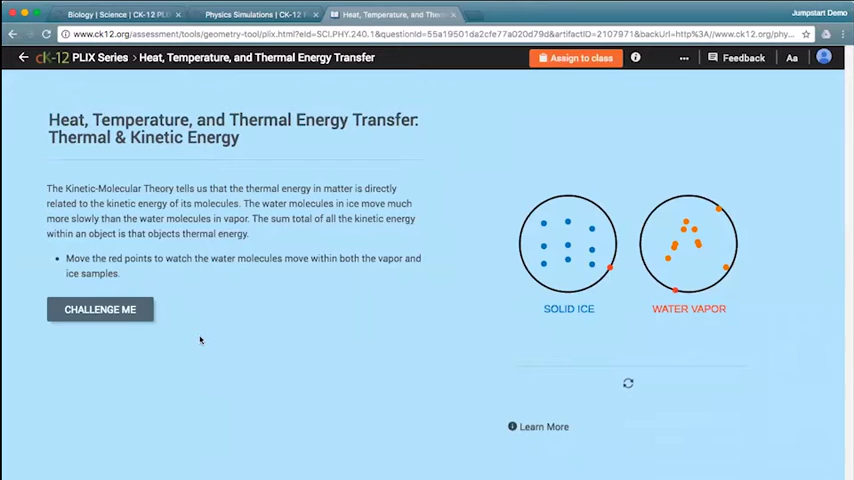 Biology | Science | CK-12 PLI
Physics Simulations | CK-12 F
Heat, Temperature, and Therm
Jumpstart Demo
www.ck12.org/assessment/tools/geometry-tool/plix.html?eId=SCI.PHY.240.1&questionId=55a19501da2cfe77a020d79d&artifactID=2107971&backUrl=http%3A//www.ck12.org/phy...
ck-12 PLIX Series > Heat, Temperature, and Thermal Energy Transfer
Assign to class
... Feedback
Aa
Heat, Temperature, and Thermal Energy Transfer:
Thermal & Kinetic Energy
The Kinetic-Molecular Theory tells us that the thermal energy in matter is directly
related to the kinetic energy of its molecules. The water molecules in ice move much
more slowly than the water molecules in vapor. The sum total of all the kinetic energy
within an object is that objects thermal energy.
• Move the red points to watch the water molecules move within both the vapor and
ice samples.
CHALLENGE ME
SOLID ICE
WATER VAPOR
Learn More